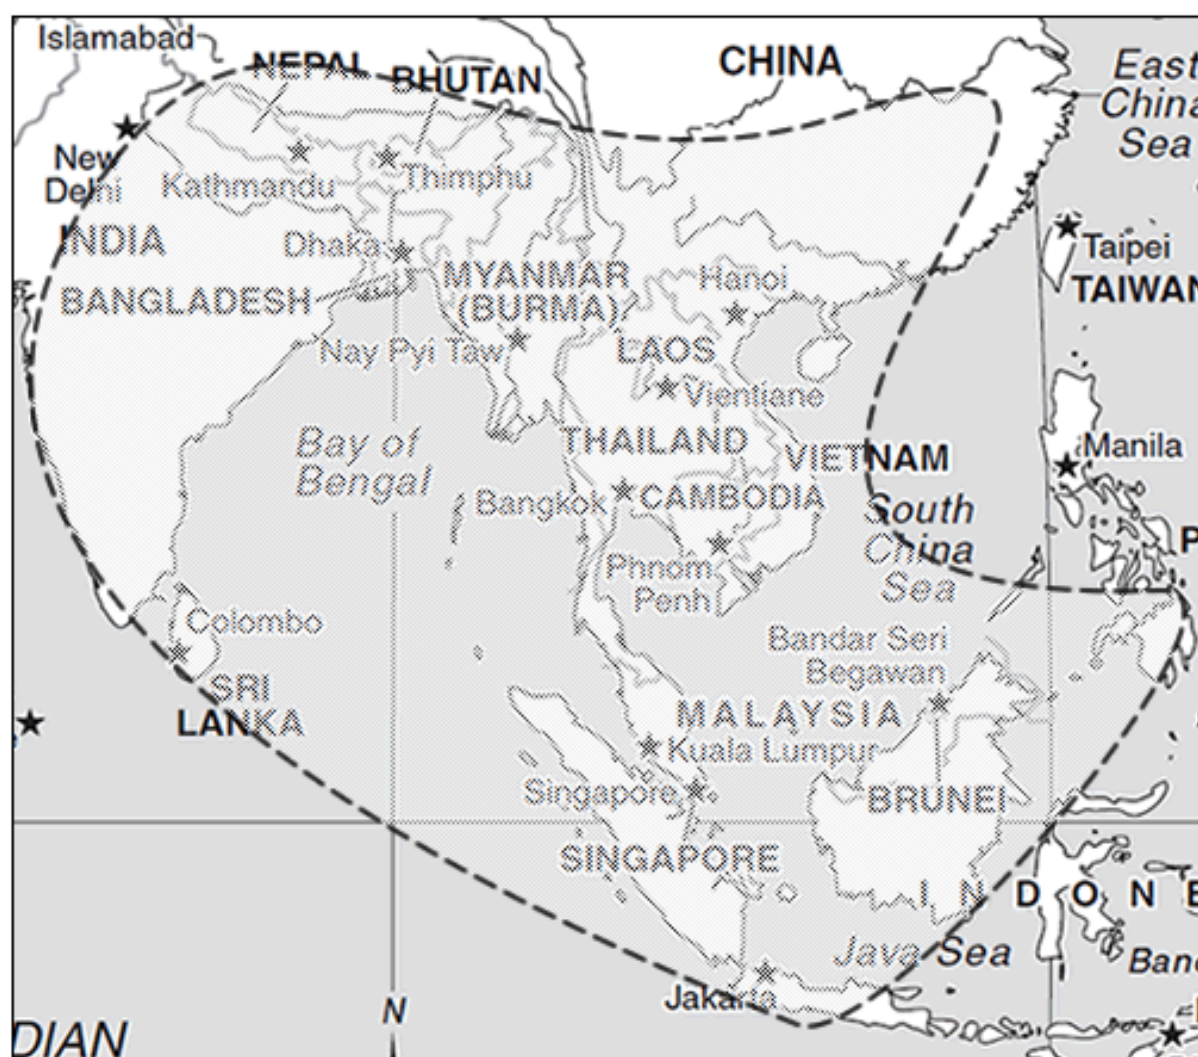 Islamabad
NEPAL
BHUTAN
CHINA
East
China
Sea
New
Delhi
Kathmandu
Thimphu
INDIA
Dhaka
Taipei
TAIWAN
BANGLADESH
MYANMAR
(BURMA)
Hanoi
Nay Pyi Taw
LAOS
Vientiane
Bay of
Bengal
THAILAND
VIETNAM
Manila
Bangkok
CAMBODIA
South
China
Sea
P
Phnom
Penh
Colombo
Bandar Seri
Begawan
SRI
LANKA
MALAYSIA
Kuala Lumpur
Singapore
BRUNEI
SINGAPORE
I N D O N E
Java Sea
Banc
Jakarta
N
DIAN